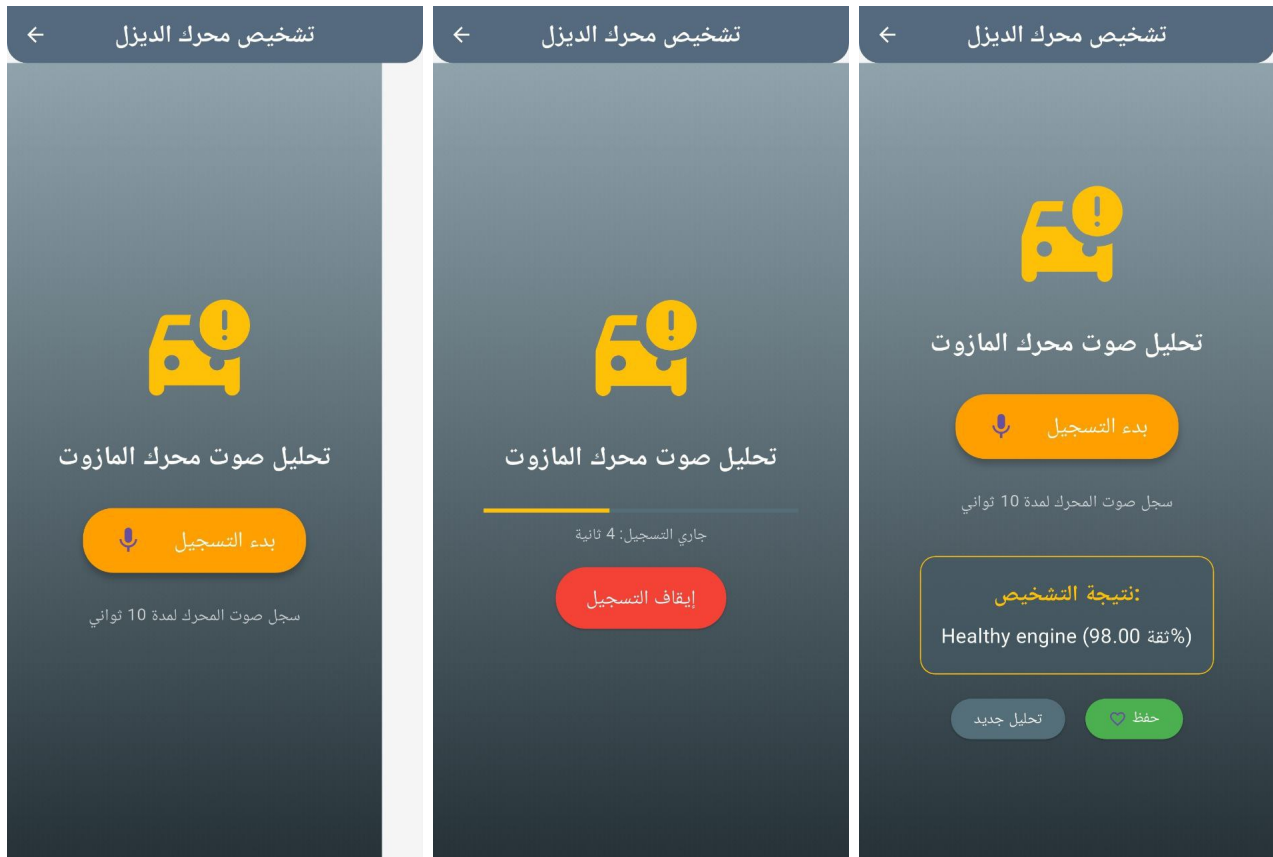 تشخيص محرك الديزل
تحليل صوت محرك المازوت
بدء التسجيل
سجل صوت المحرك لمدة 10 ثواني
تشخيص محرك الديزل
تحليل صوت محرك المازوت
جاري التسجيل: 4 ثانية
إيقاف التسجيل
تشخيص محرك الديزل
تحليل صوت محرك المازوت
بدء التسجيل
سجل صوت المحرك لمدة 10 ثواني
:نتيجة التشخيص
Healthy engine (98.00 ثقة%)
حفظ
تحليل جديد